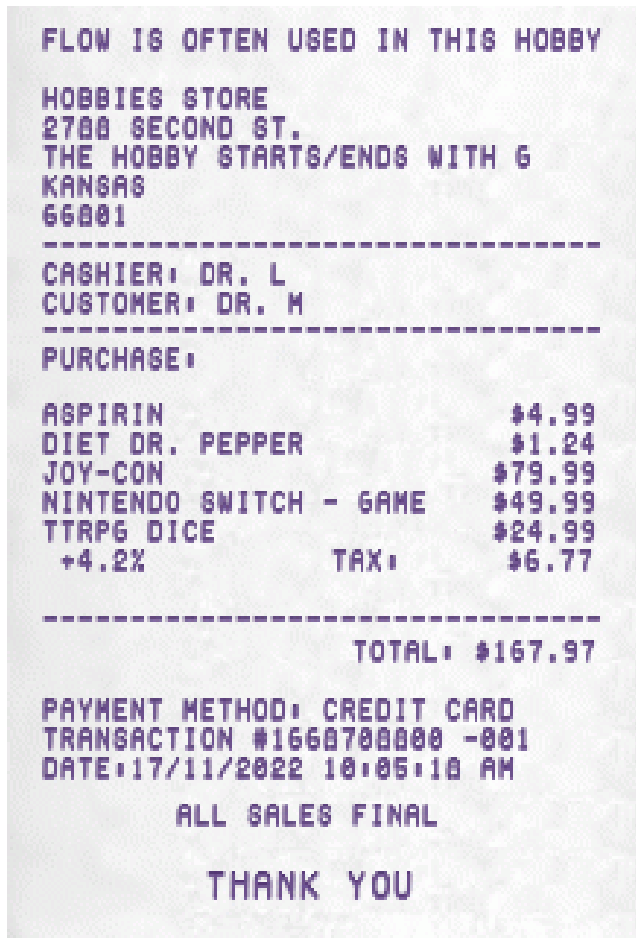 FLOW IS OFTEN USED IN THIS HOBBY
HOBBIES STORE
2788 SECOND ST.
THE HOBBY STARTS/ENDS WITH G
KANSAS
66801
CASHIER: DR. L
CUSTOMER: DR. M
PURCHASE:
ASPIRIN $4.99
DIET DR. PEPPER $1.24
JOY-CON $79.99
NINTENDO SWITCH - GAME $49.99
TTRPG DICE $24.99
+4.2% TAX: $6.77
TOTAL: $167.97
PAYMENT METHOD: CREDIT CARD
TRANSACTION #1668708800 -001
DATE:17/11/2022 10:05:18 AM
ALL SALES FINAL
THANK YOU